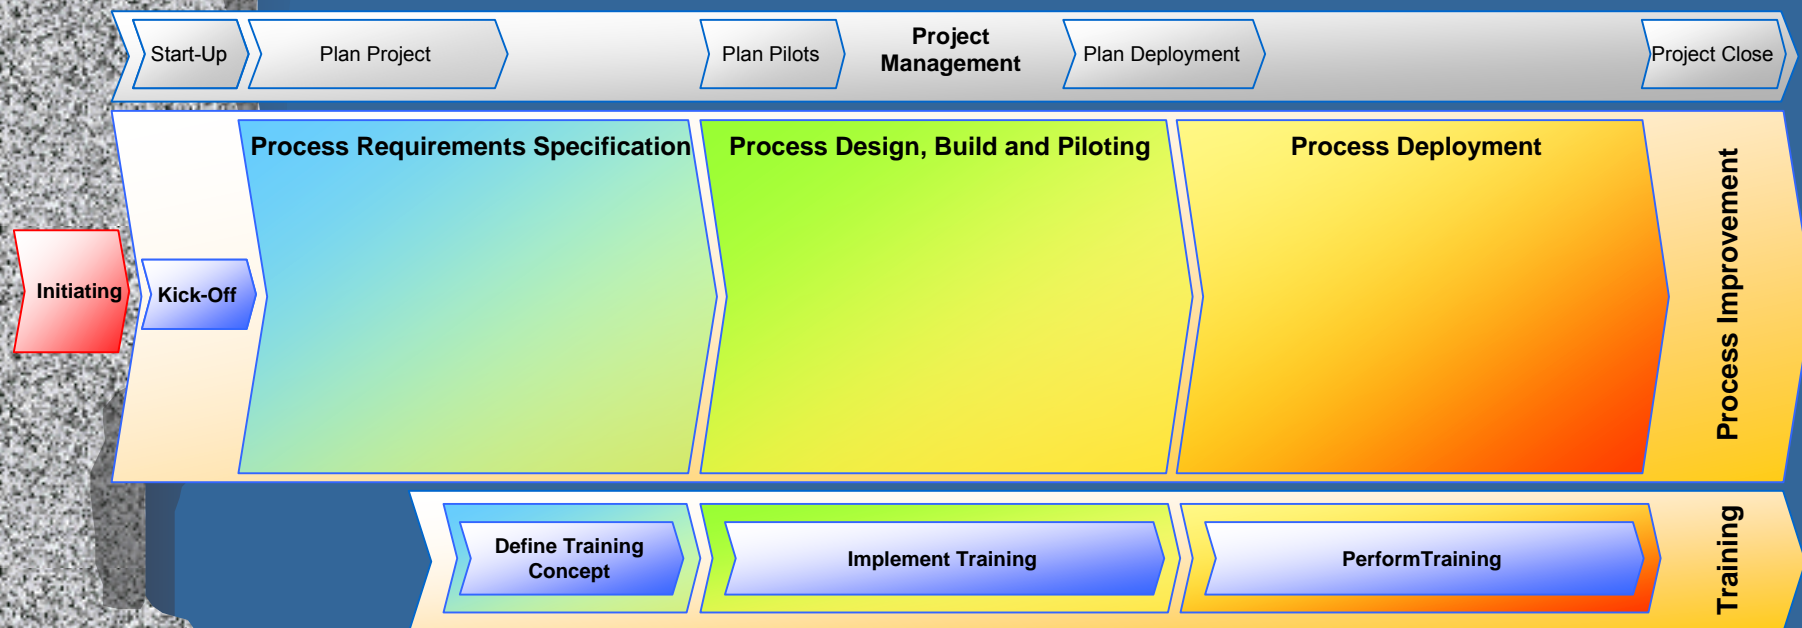 Start-Up
Plan Project
Plan Pilots
Project
Management
Plan Deployment
Project Close
Process Requirements Specification
Process Design, Build and Piloting
Process Deployment
Process Improvement
Initiating
Kick-Off
Define Training
Concept
Implement Training
PerformTraining
Training